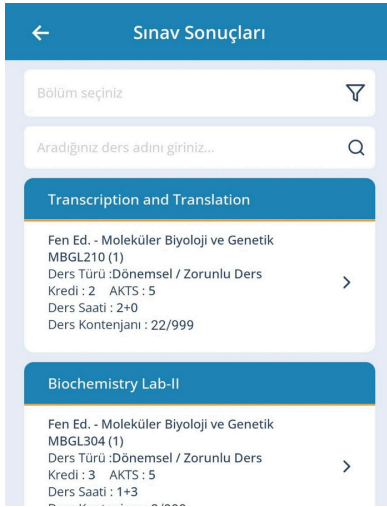 Sınav Sonuçları
Bölüm seçiniz
Aradığınız ders adını giriniz...
Transcription and Translation
Fen Ed. - Moleküler Biyoloji ve Genetik
MBGL210 (1)
Ders Türü :Dönemsel / Zorunlu Ders
Kredi : 2 AKTS : 5
Ders Saati : 2+0
Ders Kontenjanı : 22/999
Biochemistry Lab-II
Fen Ed. - Moleküler Biyoloji ve Genetik
MBGL304 (1)
Ders Türü :Dönemsel / Zorunlu Ders
Kredi : 3 AKTS : 5
Ders Saati : 1+3